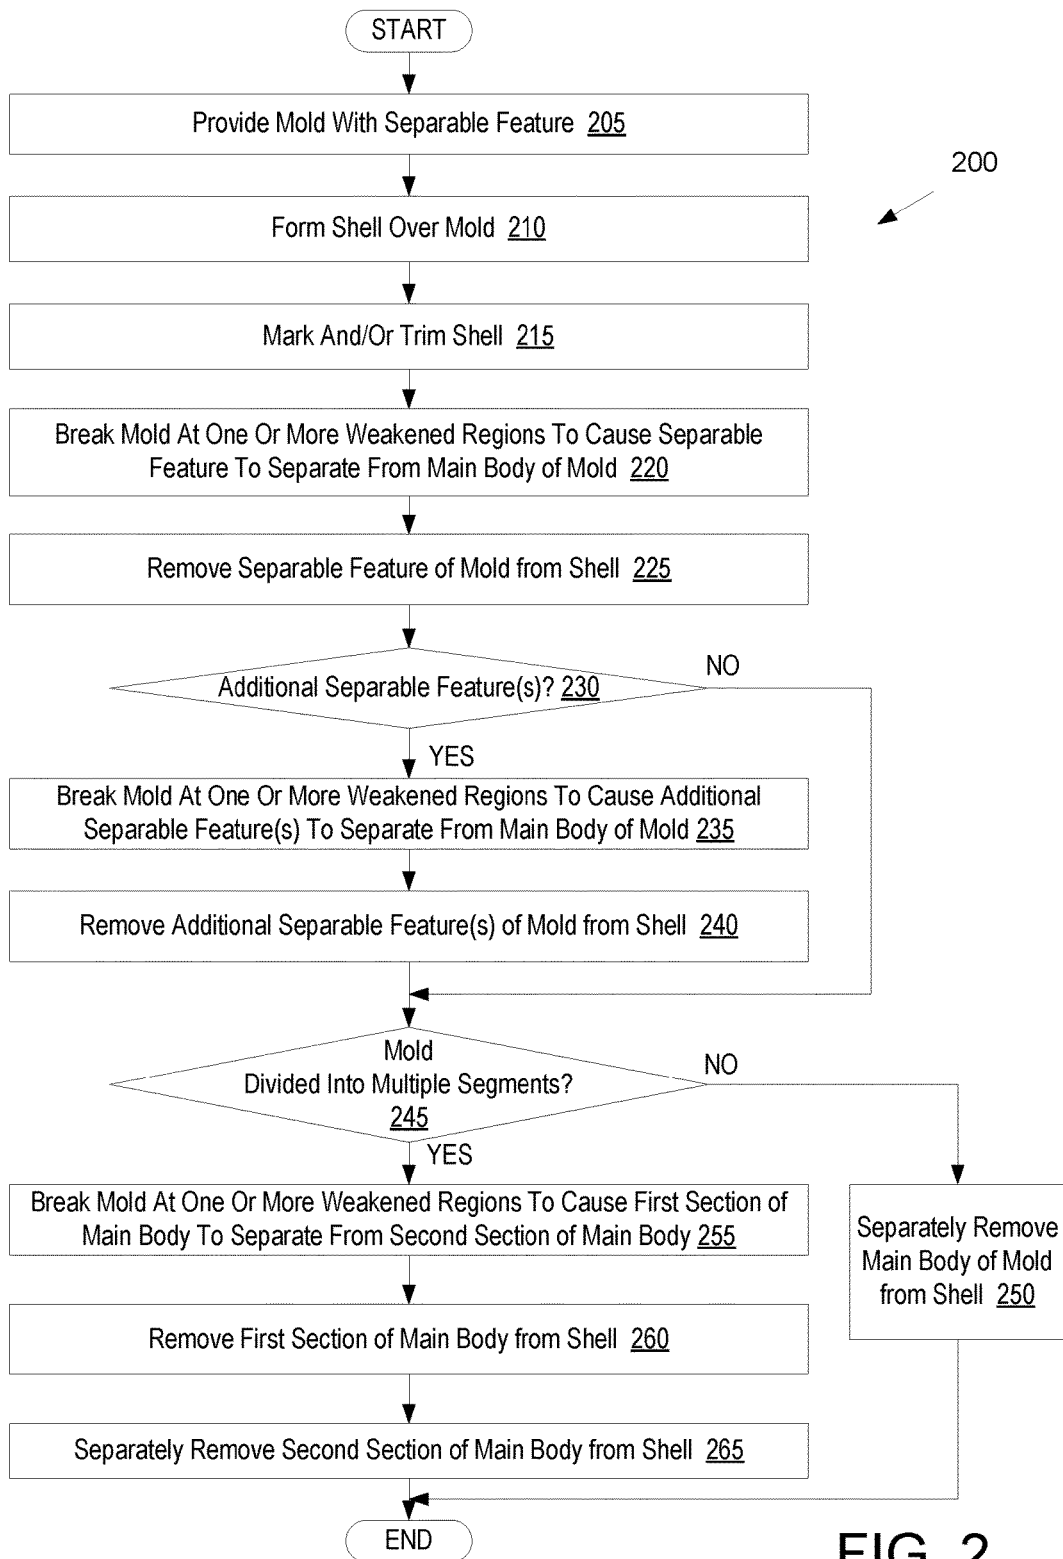 START
Provide Mold With Separable Feature 205
200
Form Shell Over Mold 210
Mark And/Or Trim Shell 215
Break Mold At One Or More Weakened Regions To Cause Separable
Feature To Separate From Main Body of Mold 220
Remove Separable Feature of Mold from Shell 225
NO
Additional Separable Feature(s)? 230
YES
Break Mold At One Or More Weakened Regions To Cause Additional
Separable Feature(s) To Separate From Main Body of Mold 235
Remove Additional Separable Feature(s) of Mold from Shell 240
Mold
Divided Into Multiple Segments?
245
NO
YES
Break Mold At One Or More Weakened Regions To Cause First Section of
Main Body To Separate From Second Section of Main Body 255
Separately Remove
Main Body of Mold
from Shell 250
Remove First Section of Main Body from Shell 260
Separately Remove Second Section of Main Body from Shell 265
END
FIG. 2